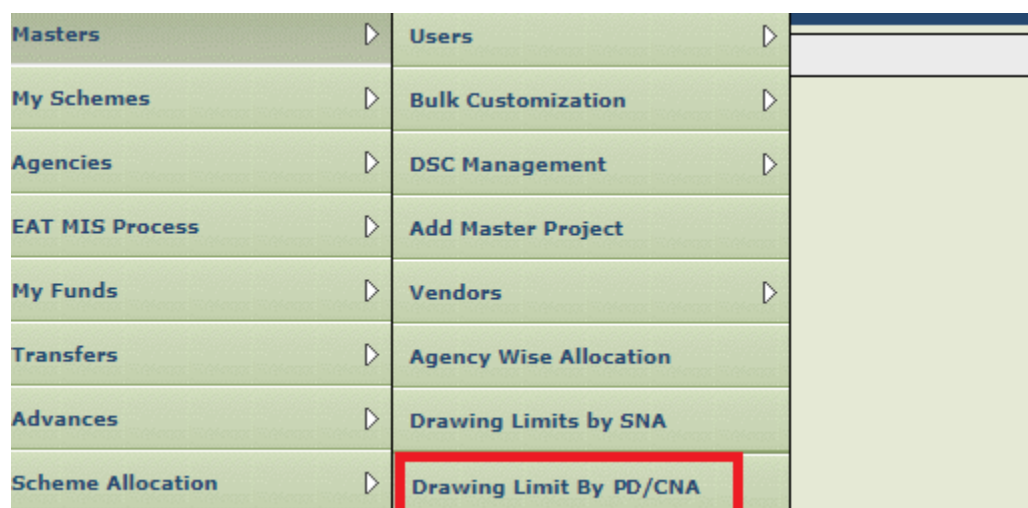 Masters
My Schemes
Agencies
EAT MIS Process
My Funds
Transfers
Advances
Scheme Allocation
Users
Bulk Customization
DSC Management
Add Master Project
Vendors
Agency Wise Allocation
Drawing Limits by SNA
Drawing Limit By PD/CNA